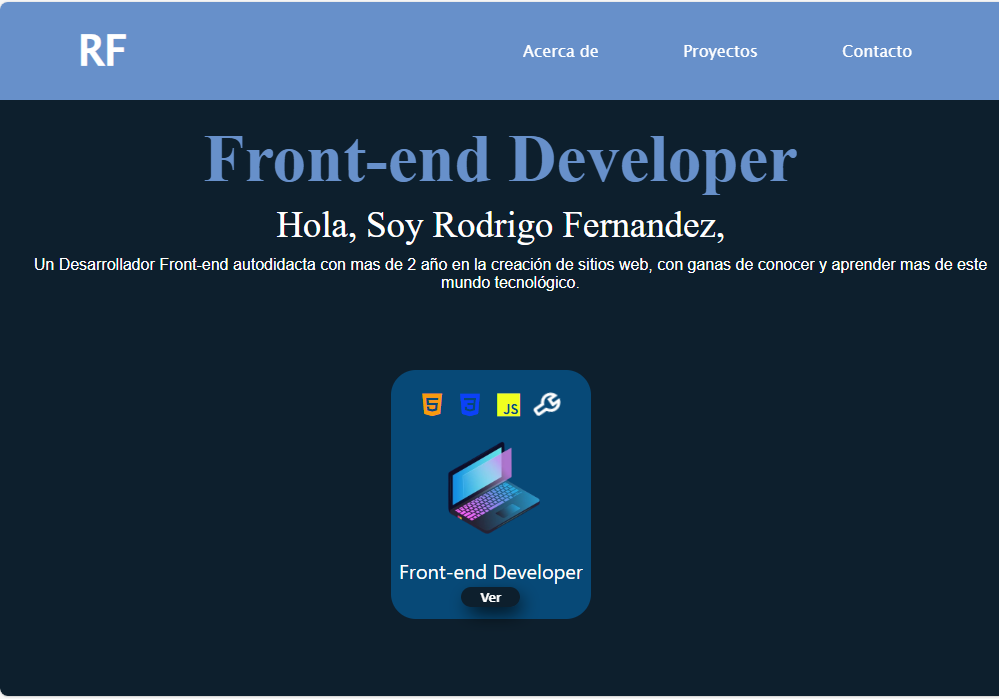 RF
Acerca de Proyectos Contacto
Front-end Developer
Hola, Soy Rodrigo Fernandez,
Un Desarrollador Front-end autodidacta con mas de 2 año en la creación de sitios web, con ganas de conocer y aprender mas de este
mundo tecnológico.
5 3 JS
Front-end Developer
Ver